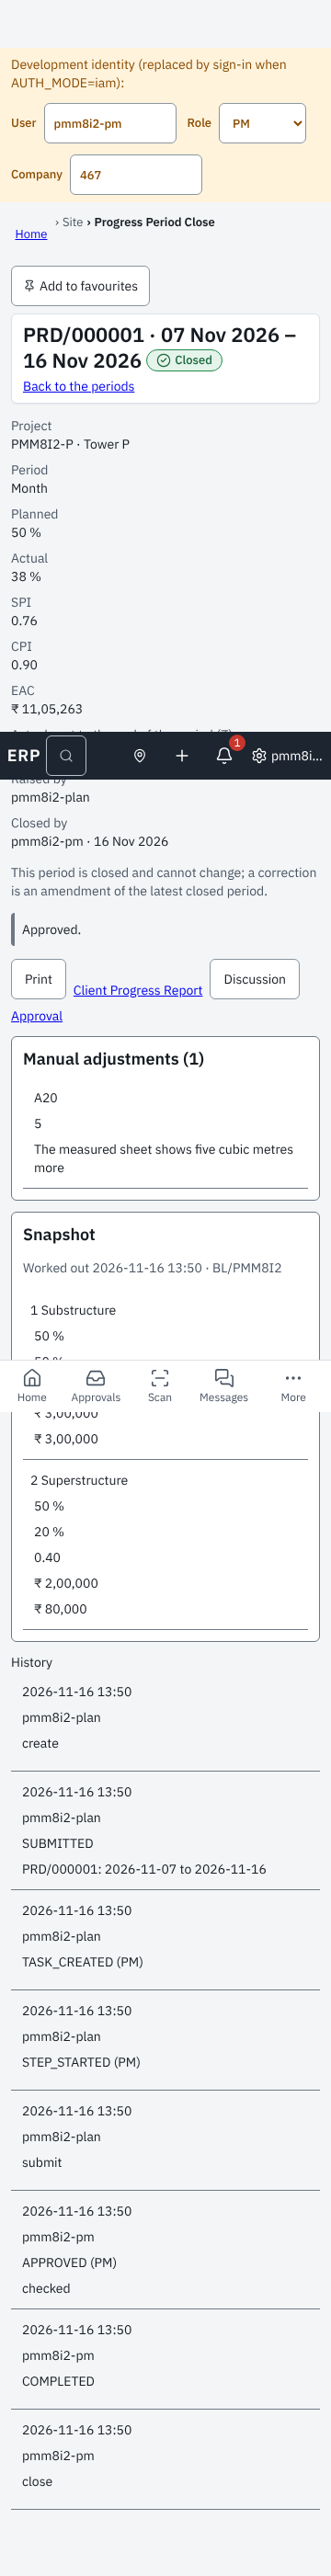 Development identity (replaced by sign-in when
AUTH_MODE=iam):
User pmm8i2-pm Role PM
Company 467
Home › Site › Progress Period Close
Add to favourites
PRD/000001 · 07 Nov 2026 –
16 Nov 2026 Closed
Back to the periods
Project
PMM8I2-P · Tower P
Period
Month
Planned
50 %
Actual
38 %
SPI
0.76
CPI
0.90
EAC
₹ 11,05,263
ERP 1 pmm8i...
Raised by
pmm8i2-plan
Closed by
pmm8i2-pm · 16 Nov 2026
This period is closed and cannot change; a correction
is an amendment of the latest closed period.
Approved.
Print Client Progress Report Discussion
Approval
Manual adjustments (1)
A20
5
The measured sheet shows five cubic metres
more
Snapshot
Worked out 2026-11-16 13:50 · BL/PMM8I2
1 Substructure
50 %
Home Approvals Scan Messages More
₹ 3,00,000
₹ 3,00,000
2 Superstructure
50 %
20 %
0.40
₹ 2,00,000
₹ 80,000
History
2026-11-16 13:50
pmm8i2-plan
create
2026-11-16 13:50
pmm8i2-plan
SUBMITTED
PRD/000001: 2026-11-07 to 2026-11-16
2026-11-16 13:50
pmm8i2-plan
TASK_CREATED (PM)
2026-11-16 13:50
pmm8i2-plan
STEP_STARTED (PM)
2026-11-16 13:50
pmm8i2-plan
submit
2026-11-16 13:50
pmm8i2-pm
APPROVED (PM)
checked
2026-11-16 13:50
pmm8i2-pm
COMPLETED
2026-11-16 13:50
pmm8i2-pm
close